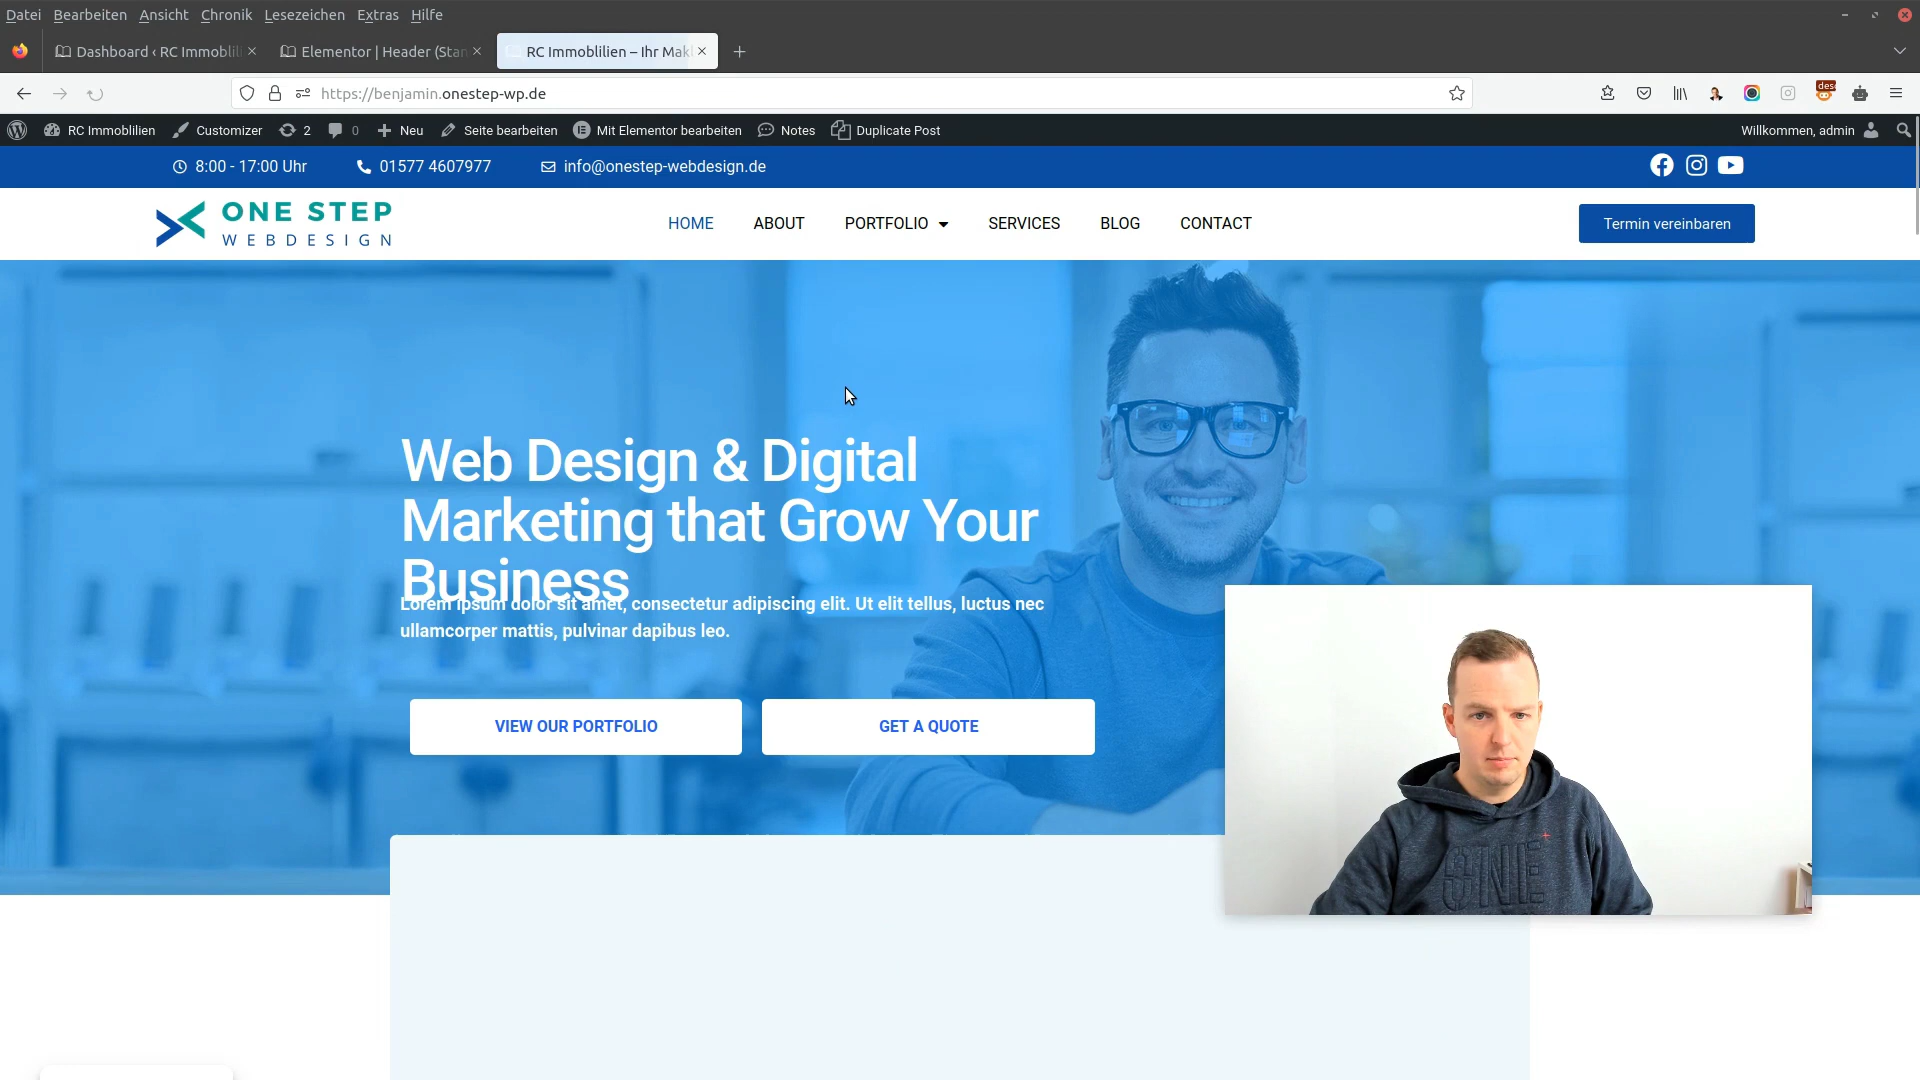 Datei Bearbeiten Ansicht Chronik Lesezeichen Extras Hilfe
Dashboard ‹ RC Immoblil
Elementor | Header (Stan
RC Immoblilien – Ihr Makl
https://benjamin.onestep-wp.de
RC Immoblilien Customizer 2 0 Neu Seite bearbeiten Mit Elementor bearbeiten Notes Duplicate Post Willkommen, admin
8:00 - 17:00 Uhr 01577 4607977 info@onestep-webdesign.de
ONE STEP
WEBDESIGN
HOME ABOUT PORTFOLIO SERVICES BLOG CONTACT
Termin vereinbaren
Web Design & Digital
Marketing that Grow Your
Business
Lorem ipsum dolor sit amet, consectetur adipiscing elit. Ut elit tellus, luctus nec
ullamcorper mattis, pulvinar dapibus leo.
VIEW OUR PORTFOLIO
GET A QUOTE
ONE